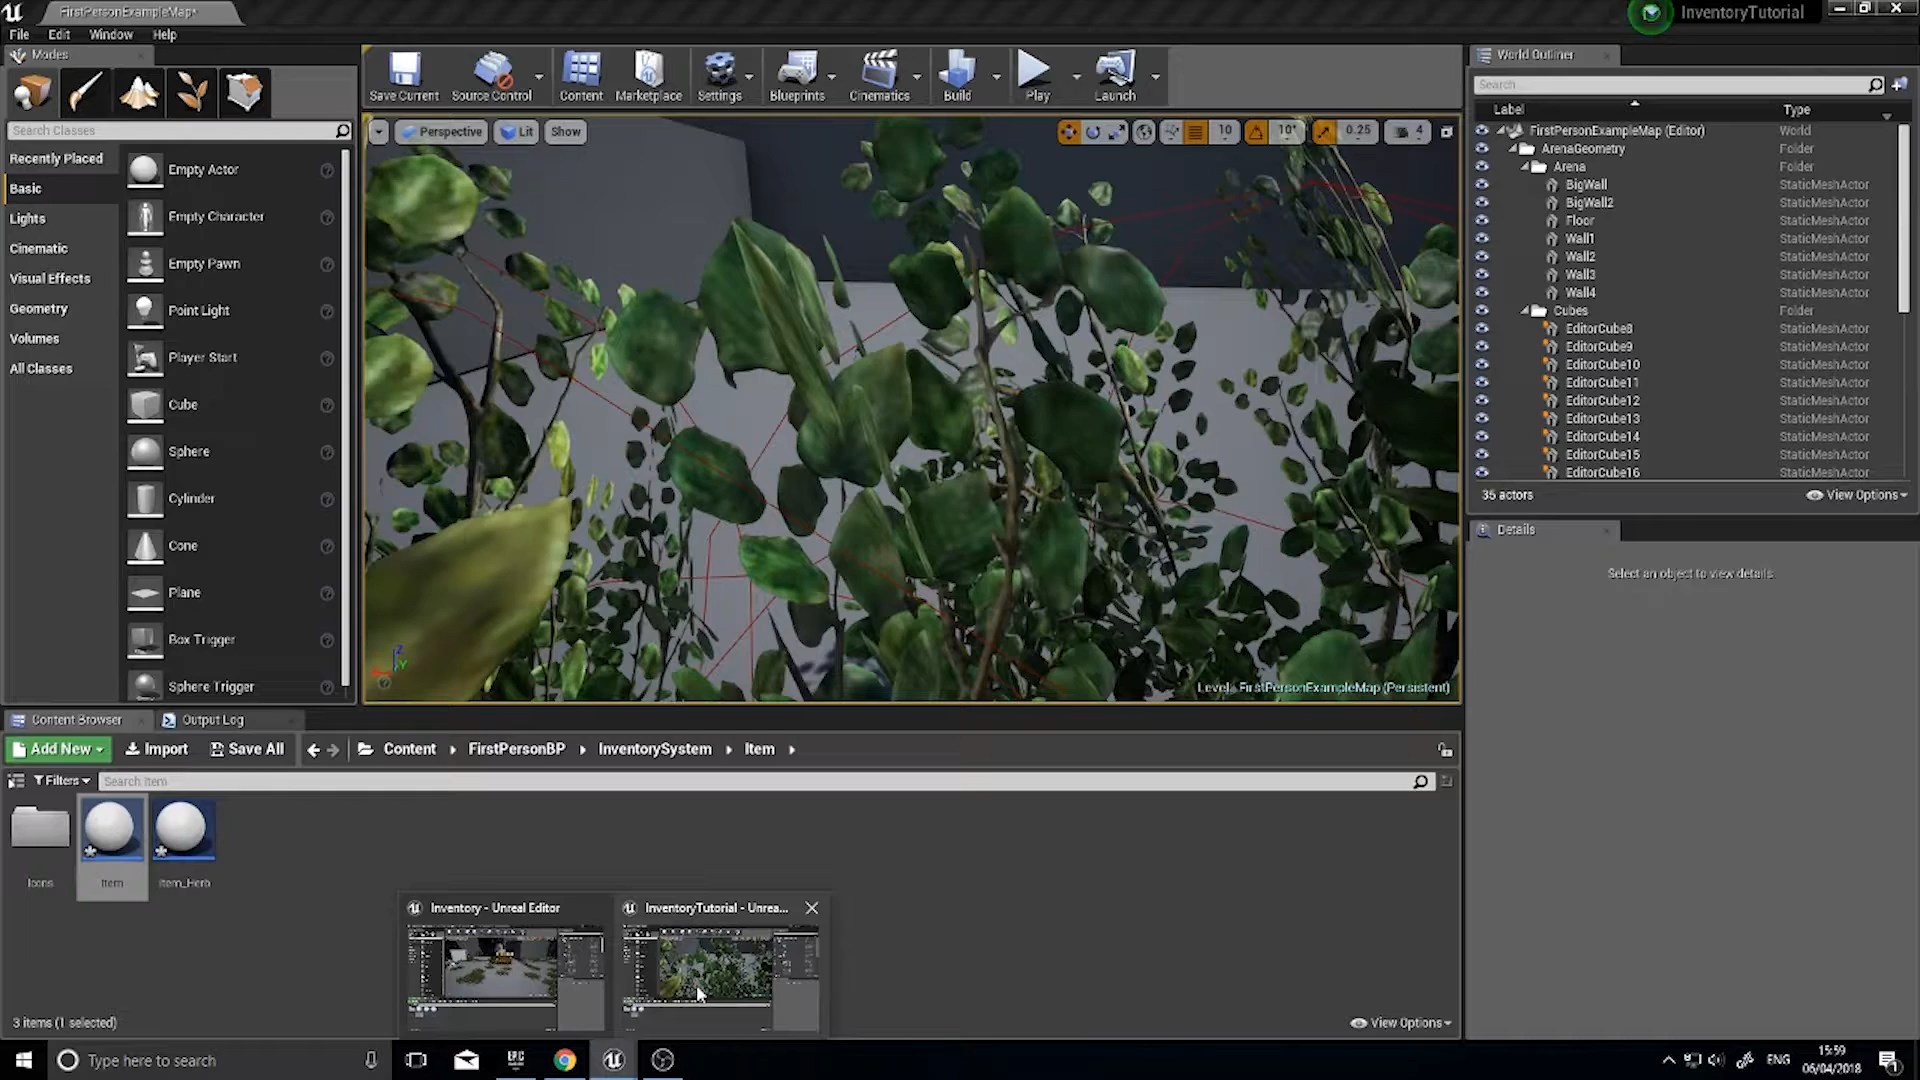 FirstPersonExampleMap*
InventoryTutorial
File Edit Window Help
Modes
Search Classes
Recently Placed
Basic
Lights
Cinematic
Visual Effects
Geometry
Volumes
All Classes
Empty Actor
Empty Character
Empty Pawn
Point Light
Player Start
Cube
Sphere
Cylinder
Cone
Plane
Box Trigger
Sphere Trigger
Save Current
Source Control
Content
Marketplace
Settings
Blueprints
Cinematics
Build
Play
Launch
Perspective
Lit
Show
10
10°
0.25
4
Level: FirstPersonExampleMap (Persistent)
World Outliner
Search...
Label Type
FirstPersonExampleMap (Editor) World
ArenaGeometry Folder
Arena Folder
BigWall StaticMeshActor
BigWall2 StaticMeshActor
Floor StaticMeshActor
Wall1 StaticMeshActor
Wall2 StaticMeshActor
Wall3 StaticMeshActor
Wall4 StaticMeshActor
Cubes Folder
EditorCube8 StaticMeshActor
EditorCube9 StaticMeshActor
EditorCube10 StaticMeshActor
EditorCube11 StaticMeshActor
EditorCube12 StaticMeshActor
EditorCube13 StaticMeshActor
EditorCube14 StaticMeshActor
EditorCube15 StaticMeshActor
EditorCube16 StaticMeshActor
35 actors
View Options
Details
Select an object to view details
Content Browser
Output Log
Add New
Import
Save All
Content
FirstPersonBP
InventorySystem
Item
Filters
Search Item
Icons
Item
Item_Herb
3 items (1 selected)
View Options
Inventory - Unreal Editor
InventoryTutorial - Unrea...
Type here to search
EPIC
ENG
15:59
06/04/2018
1